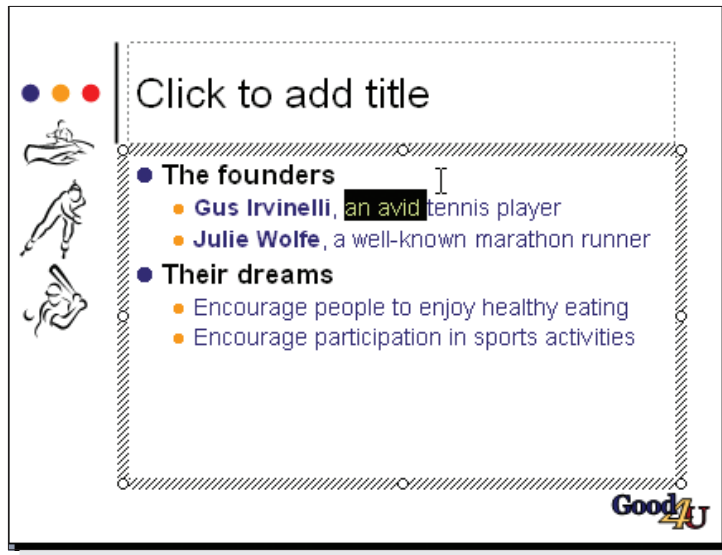 Click to add title
The founders
Gus Irvinelli, an avid tennis player
Julie Wolfe, a well-known marathon runner
Their dreams
Encourage people to enjoy healthy eating
Encourage participation in sports activities
Good4U